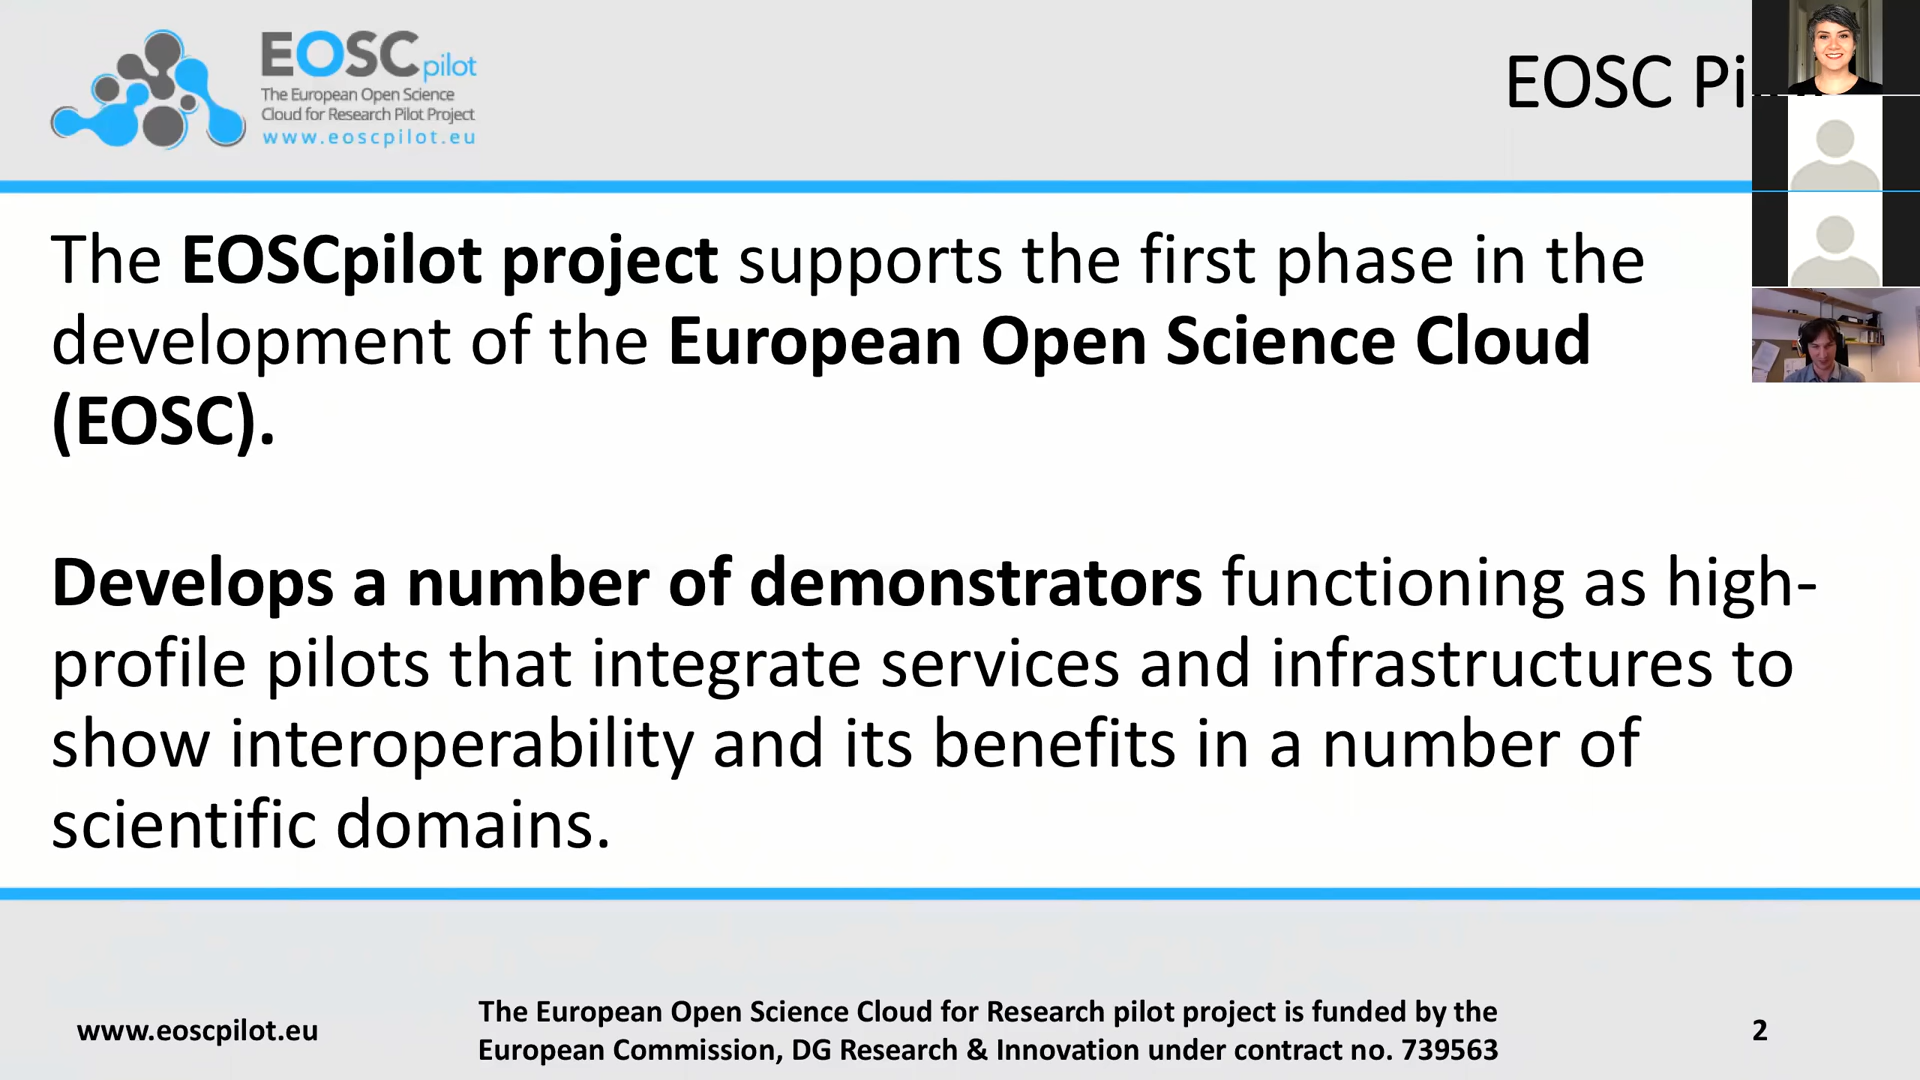 EOSCpilot
The European Open Science
Cloud for Research Pilot Project
www.eoscpilot.eu
EOSC
The EOSCpilot project supports the first phase in the
development of the European Open Science Cloud
(EOSC).
Develops a number of demonstrators functioning as high-
profile pilots that integrate services and infrastructures to
show interoperability and its benefits in a number of
scientific domains.
www.eoscpilot.eu
The European Open Science Cloud for Research pilot project is funded by the
European Commission, DG Research & Innovation under contract no. 739563
2